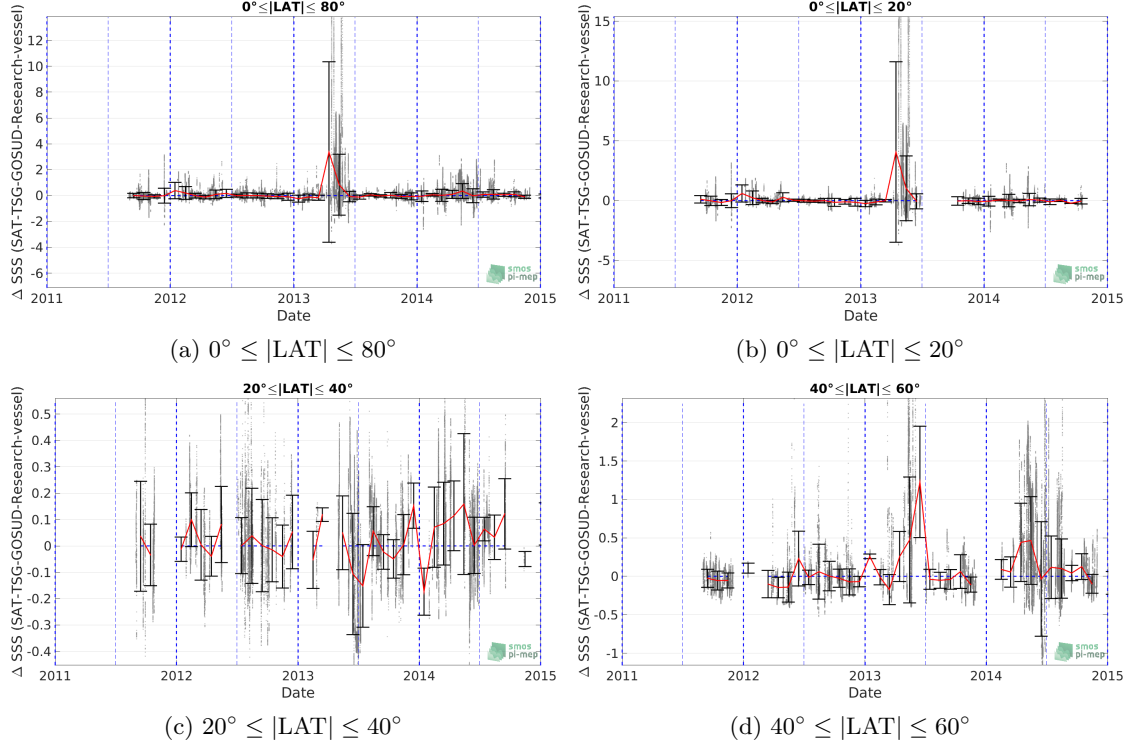 0°≤|LAT|≤ 80°
Δ SSS (SAT-TSG-GOSUD-Research-vessel)
12
10
8
6
4
2
0
-2
-4
-6
2011
2012
2013
2014
2015
Date
smos
pi-mep
(a) 0° ≤ |LAT| ≤ 80°
0°≤|LAT|≤ 20°
Δ SSS (SAT-TSG-GOSUD-Research-vessel)
15
10
5
0
-5
2011
2012
2013
2014
2015
Date
smos
pi-mep
(b) 0° ≤ |LAT| ≤ 20°
20°≤|LAT|≤ 40°
Δ SSS (SAT-TSG-GOSUD-Research-vessel)
0.5
0.4
0.3
0.2
0.1
0
-0.1
-0.2
-0.3
-0.4
2011
2012
2013
2014
2015
Date
smos
pi-mep
(c) 20° ≤ |LAT| ≤ 40°
40°≤|LAT|≤ 60°
Δ SSS (SAT-TSG-GOSUD-Research-vessel)
2
1.5
1
0.5
0
-0.5
-1
2011
2012
2013
2014
2015
Date
smos
pi-mep
(d) 40° ≤ |LAT| ≤ 60°